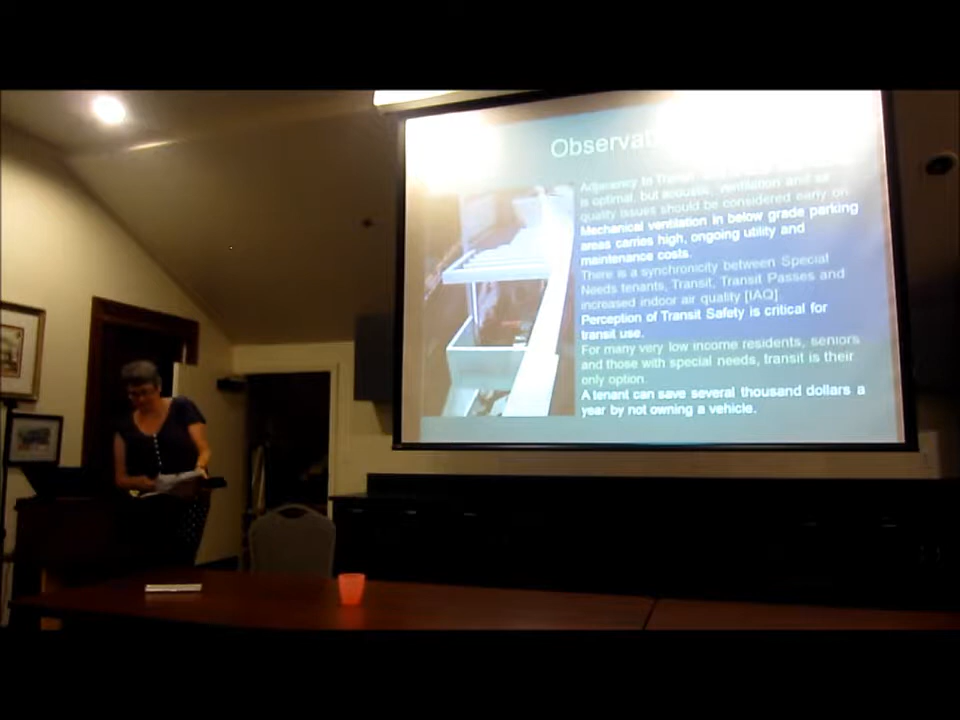 Observat
Adjacency to Transit
is optimal, but acoustic, ventilation and air
quality issues should be considered early on.
Mechanical ventilation in below grade parking
areas carries high, ongoing utility and
maintenance costs.
There is a synchronicity between Special
Needs tenants, Transit, Transit Passes and
increased indoor air quality [IAQ]
Perception of Transit Safety is critical for
transit use.
For many very low income residents, seniors
and those with special needs, transit is their
only option.
A tenant can save several thousand dollars a
year by not owning a vehicle.